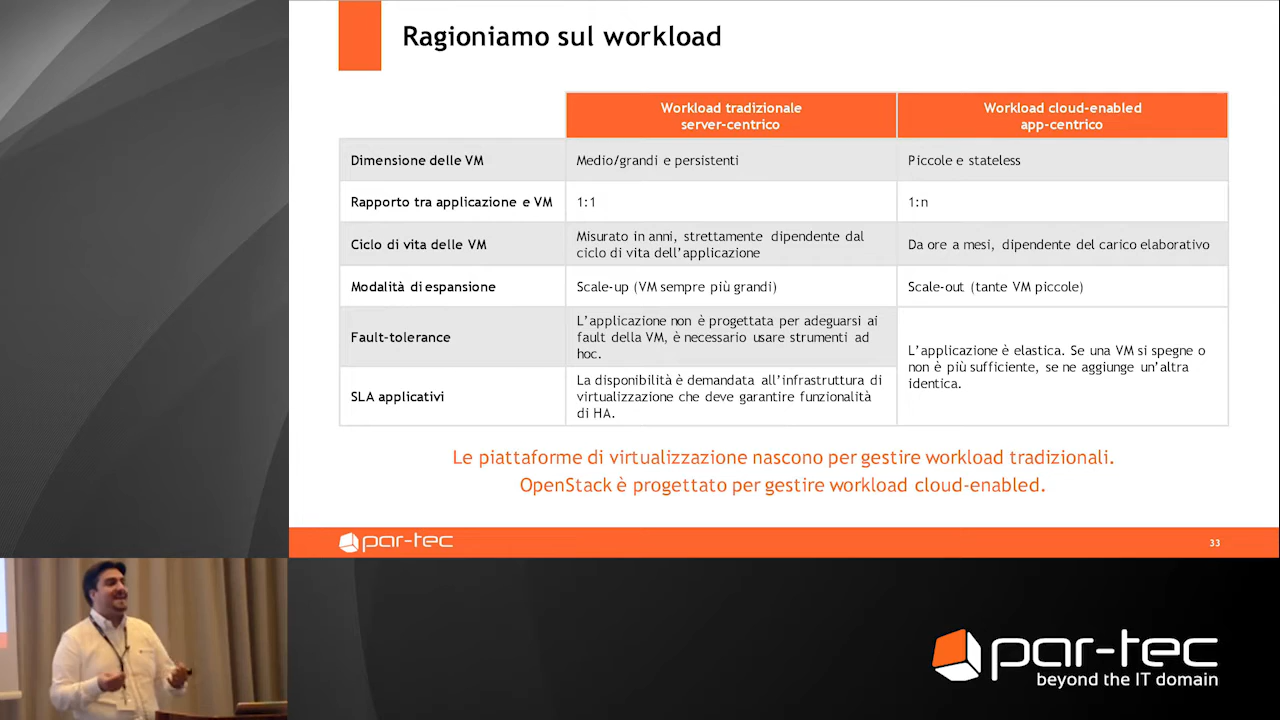 Ragioniamo sul workload
Workload tradizionale
server-centrico
Workload cloud-enabled
app-centrico
Dimensione delle VM
Medio/grandi e persistenti
Piccole e stateless
Rapporto tra applicazione e VM
1:1
1:n
Ciclo di vita delle VM
Misurato in anni, strettamente dipendente dal
ciclo di vita dell'applicazione
Da ore a mesi, dipendente del carico elaborativo
Modalità di espansione
Scale-up (VM sempre più grandi)
Scale-out (tante VM piccole)
Fault-tolerance
L'applicazione non è progettata per adeguarsi ai
fault della VM, è necessario usare strumenti ad
hoc.
L'applicazione è elastica. Se una VM si spegne o
non è più sufficiente, se ne aggiunge un'altra
identica.
SLA applicativi
La disponibilità è demandata all'infrastruttura di
virtualizzazione che deve garantire funzionalità
di HA.
Le piattaforme di virtualizzazione nascono per gestire workload tradizionali.
OpenStack è progettato per gestire workload cloud-enabled.
par-tec
33
par-tec
beyond the IT domain